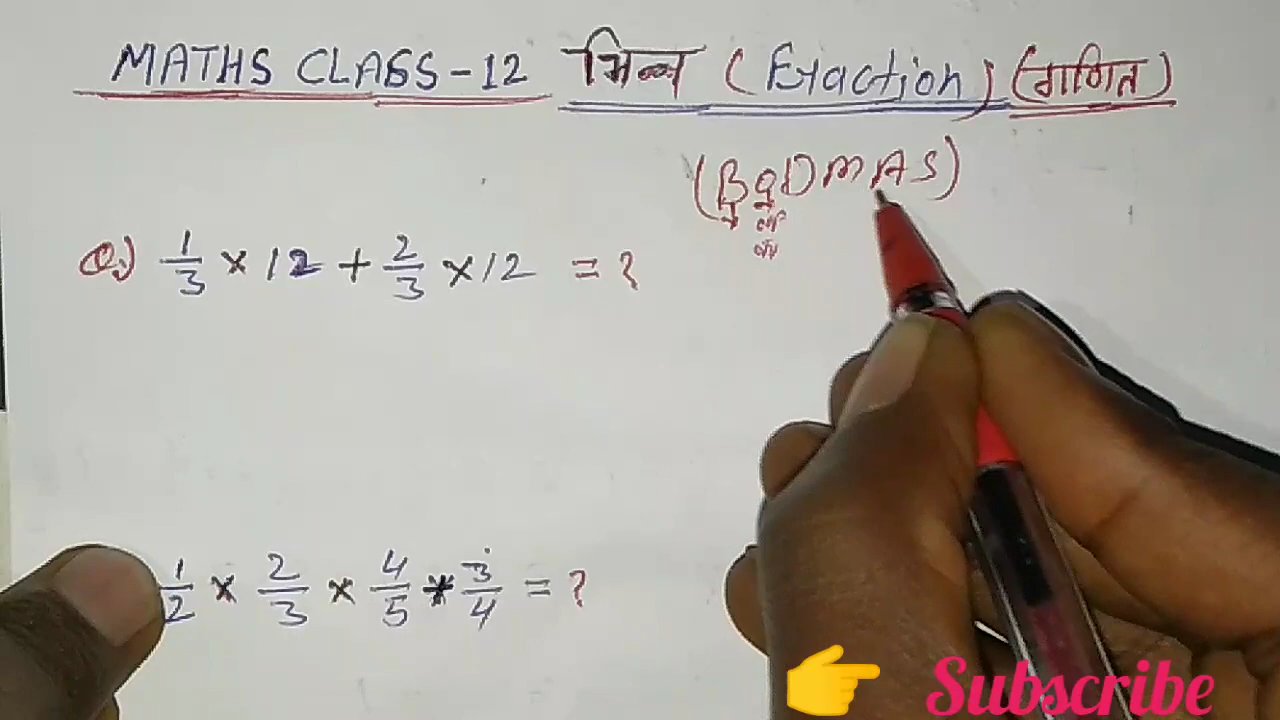 MATHS CLASS-12 भिन्न (Fraction) (गणित)
(BODMAS)
Q.) 1/3 × 12 + 2/3 × 12 = ?
1/2 × 2/3 × 4/5 × 3/4 = ?
👉 Subscribe